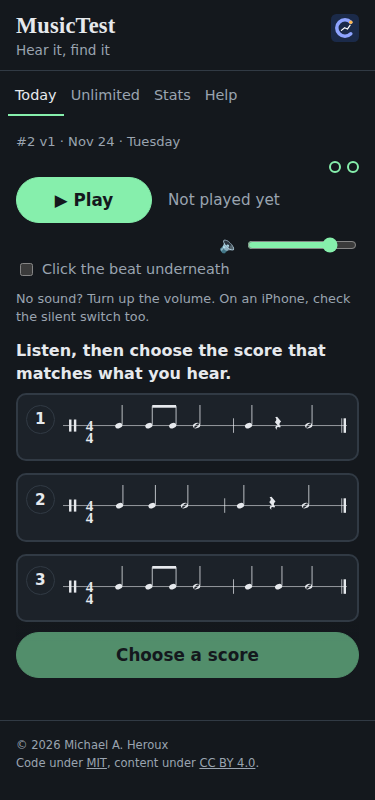 MusicTest
Hear it, find it
Today Unlimited Stats Help
#2 v1 · Nov 24 · Tuesday
▶ Play
Not played yet
Click the beat underneath
No sound? Turn up the volume. On an iPhone, check
the silent switch too.
Listen, then choose the score that
matches what you hear.
1
4
4
2
4
4
3
4
4
Choose a score
© 2026 Michael A. Heroux
Code under MIT, content under CC BY 4.0.